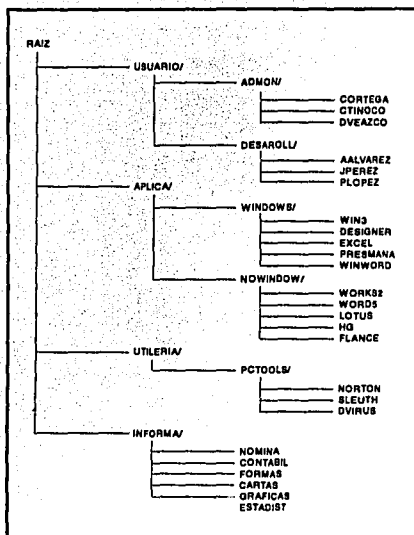 RAIZ
USUARIO/
ADMON/
CORTEGA
CTINOCO
DVEAZCO
DESAROLL/
AALVAREZ
JPEREZ
PLOPEZ
APLICA/
WINDOWS/
WIN3
DESIGNER
EXCEL
PRESMANA
WINWORD
NOWINDOW/
WORKS2
WORD5
LOTUS
HG
FLANCE
UTILERIA/
PCTOOLS/
NORTON
SLEUTH
DVIRUS
INFORMA/
NOMINA
CONTABIL
FORMAS
CARTAS
GRAFICAS
ESTADIST